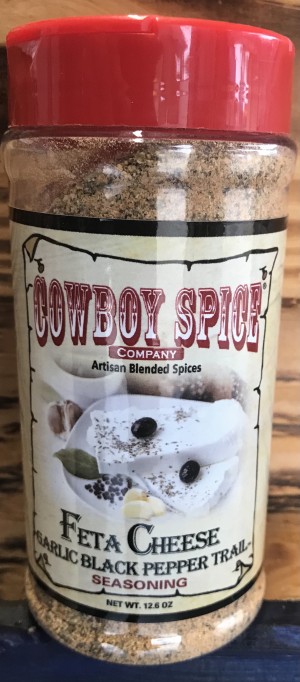 COWBOY SPICE®
COMPANY
Artisan Blended Spices
FETA CHEESE
GARLIC BLACK PEPPER TRAIL
SEASONING
NET WT. 12.6 OZ